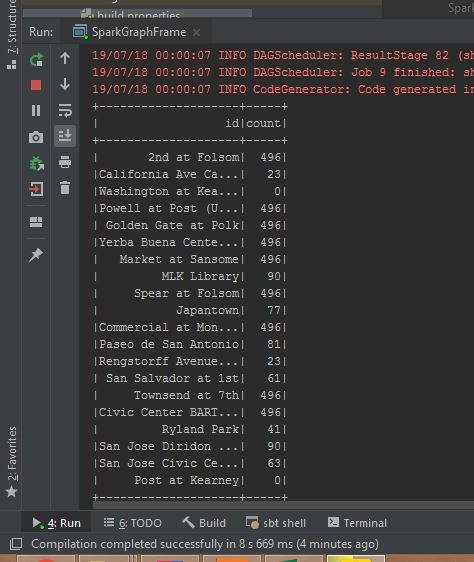 build.properties
Spark
Run: SparkGraphFrame
19/07/18 00:00:07 INFO DAGScheduler: ResultStage 82 (sh
19/07/18 00:00:07 INFO DAGScheduler: Job 9 finished: sh
19/07/18 00:00:07 INFO CodeGenerator: Code generated in
+--------------------+-----+
|                  id|count|
+--------------------+-----+
|       2nd at Folsom|  496|
|California Ave Ca...|   23|
|Washington at Kea...|    0|
|Powell at Post (U...|  496|
| Golden Gate at Polk|  496|
|Yerba Buena Cente...|  496|
|   Market at Sansome|  496|
|         MLK Library|   90|
|     Spear at Folsom|  496|
|           Japantown|   77|
|Commercial at Mon...|  496|
|Paseo de San Antonio|   81|
|Rengstorff Avenue...|   23|
| San Salvador at 1st|   61|
|     Townsend at 7th|  496|
|Civic Center BART...|  496|
|         Ryland Park|   41|
|San Jose Diridon ...|   90|
|San Jose Civic Ce...|   63|
|     Post at Kearney|    0|
+--------------------+-----+
7: Structure
2: Favorites
4: Run 6: TODO Build sbt shell Terminal
Compilation completed successfully in 8 s 669 ms (4 minutes ago)